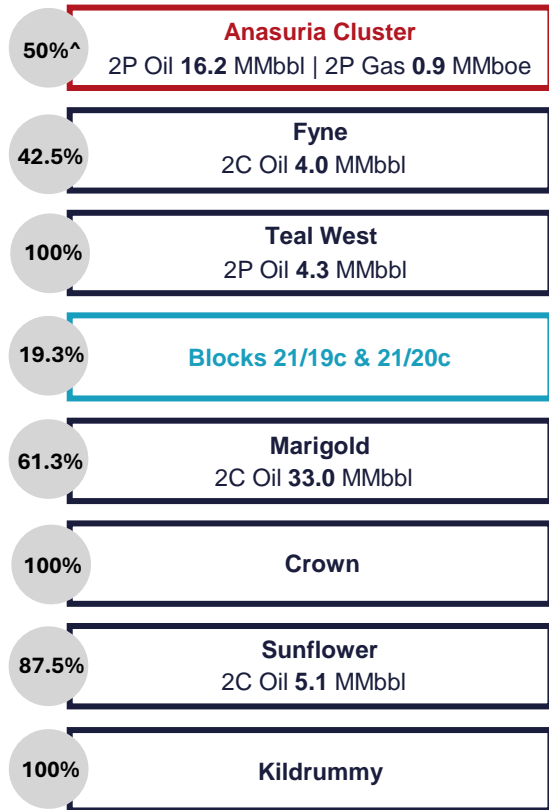 50%^
Anasuria Cluster
2P Oil 16.2 MMbbl | 2P Gas 0.9 MMboe
42.5%
Fyne
2C Oil 4.0 MMbbl
100%
Teal West
2P Oil 4.3 MMbbl
19.3%
Blocks 21/19c & 21/20c
61.3%
Marigold
2C Oil 33.0 MMbbl
100%
Crown
87.5%
Sunflower
2C Oil 5.1 MMbbl
100%
Kildrummy